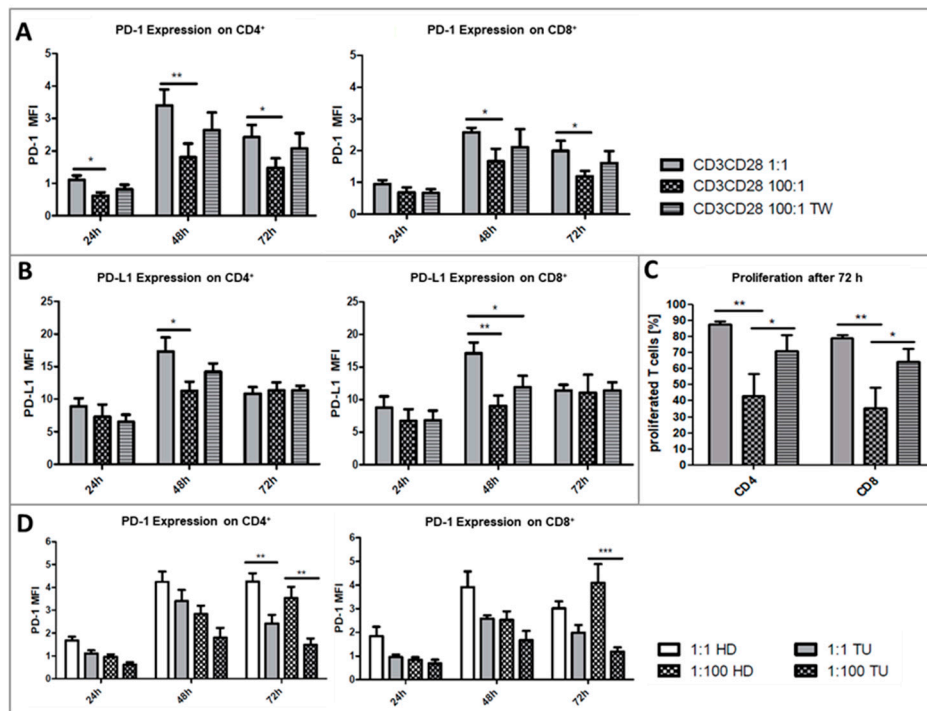 A
PD-1 Expression on CD4⁺
PD-1 Expression on CD8⁺
PD-1 MFI
5
4
3
2
1
0
**
*
*
24h
48h
72h
5
4
3
2
1
0
*
*
24h
48h
72h
CD3CD28 1:1
CD3CD28 100:1
CD3CD28 100:1 TW
B
PD-L1 Expression on CD4⁺
PD-L1 Expression on CD8⁺
PD-L1 MFI
25
20
15
10
5
0
*
24h
48h
72h
PD-L1 MFI
25
20
15
10
5
0
*
**
24h
48h
72h
C
Proliferation after 72 h
proliferated T cells [%]
100
90
80
70
60
50
40
30
20
10
0
**
*
**
*
CD4
CD8
D
PD-1 Expression on CD4⁺
PD-1 Expression on CD8⁺
PD-1 MFI
6
5
4
3
2
1
0
**
**
24h
48h
72h
PD-1 MFI
6
5
4
3
2
1
0
***
24h
48h
72h
1:1 HD
1:1 TU
1:100 HD
1:100 TU